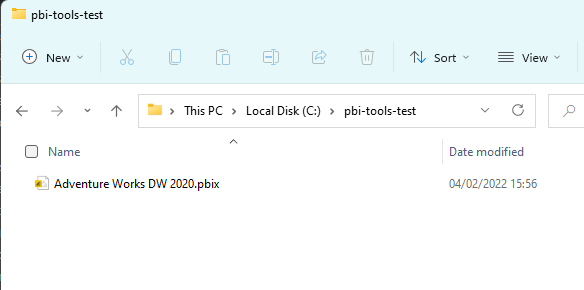 pbi-tools-test
New Sort View
This PC Local Disk (C:) pbi-tools-test
Name Date modified
Adventure Works DW 2020.pbix 04/02/2022 15:56